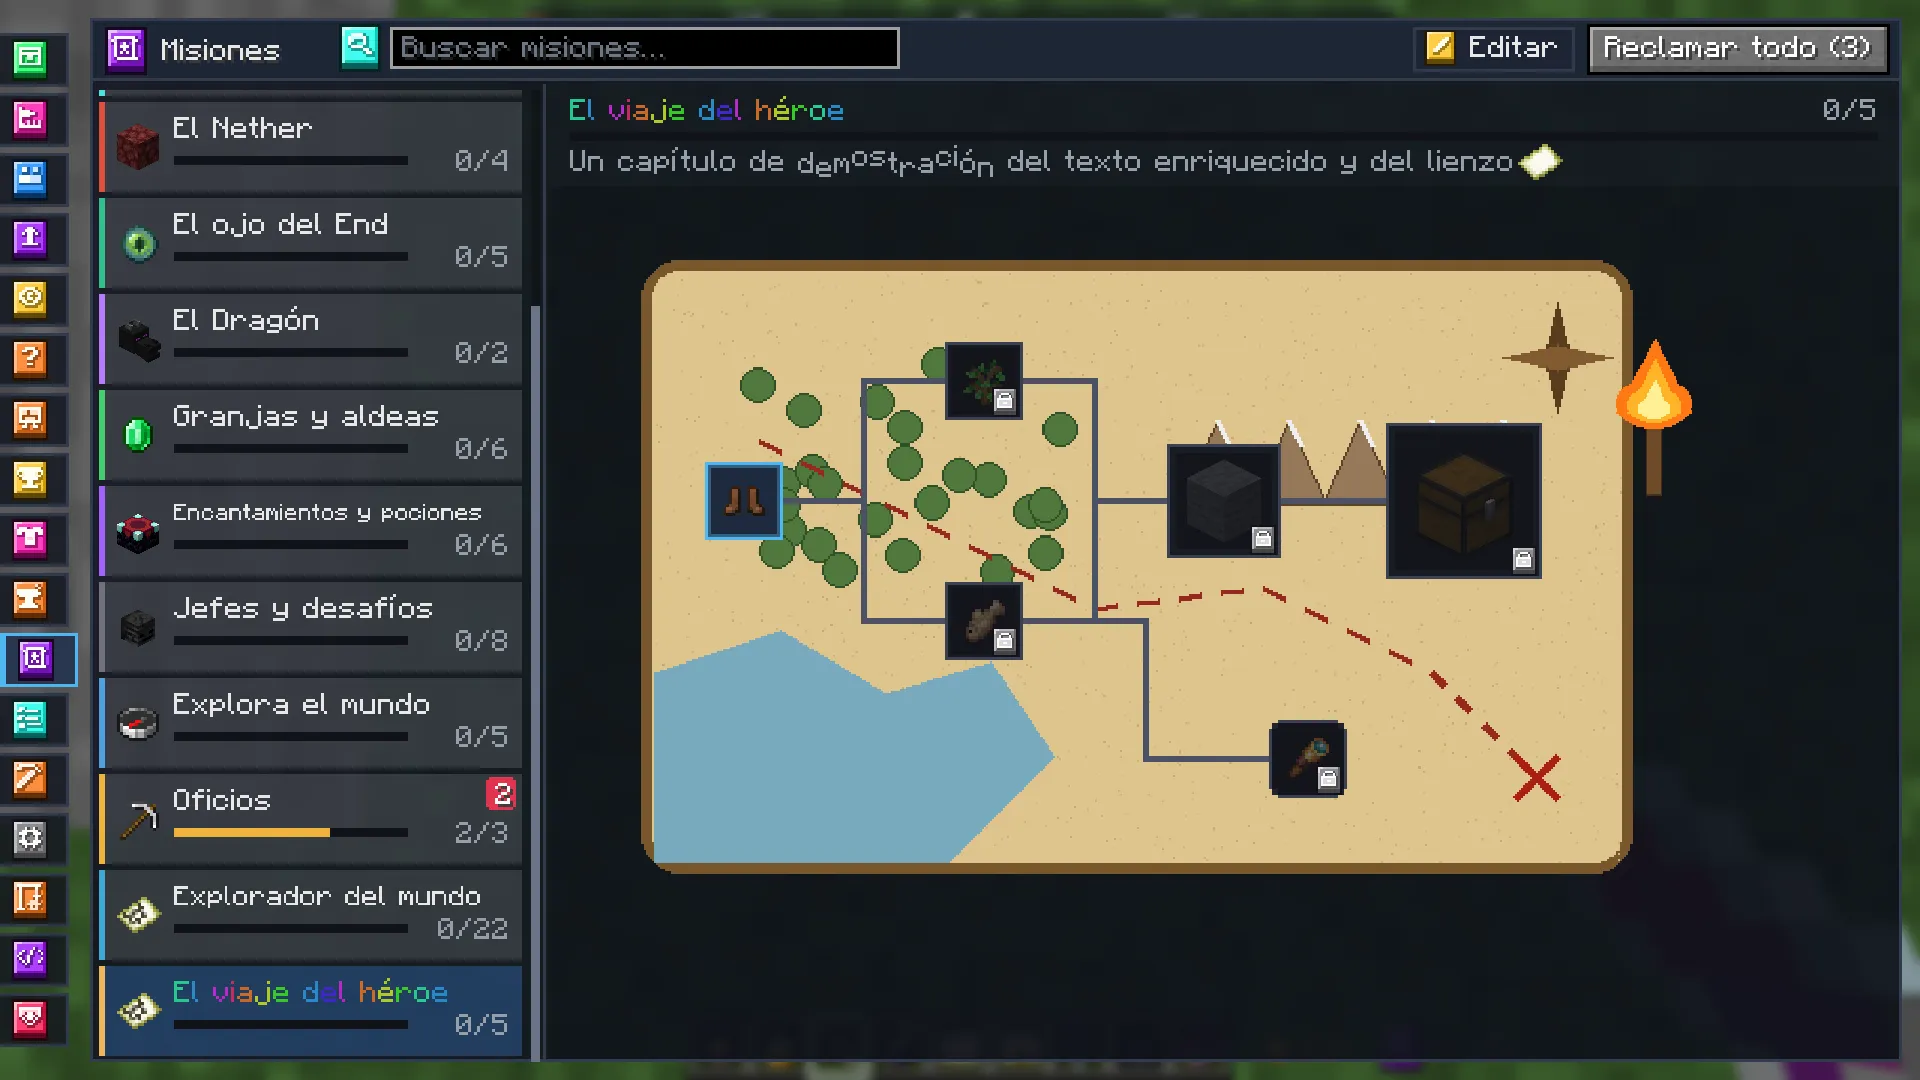 Misiones
Buscar misiones...
Editar
Reclamar todo (3)
El Nether
0/4
El ojo del End
0/5
El Dragón
0/2
Granjas y aldeas
0/6
Encantamientos y pociones
0/6
Jefes y desafíos
0/8
Explora el mundo
0/5
Oficios
2
2/3
Explorador del mundo
0/22
El viaje del héroe
0/5
El viaje del héroe
0/5
Un capítulo de demostración del texto enriquecido y del lienzo